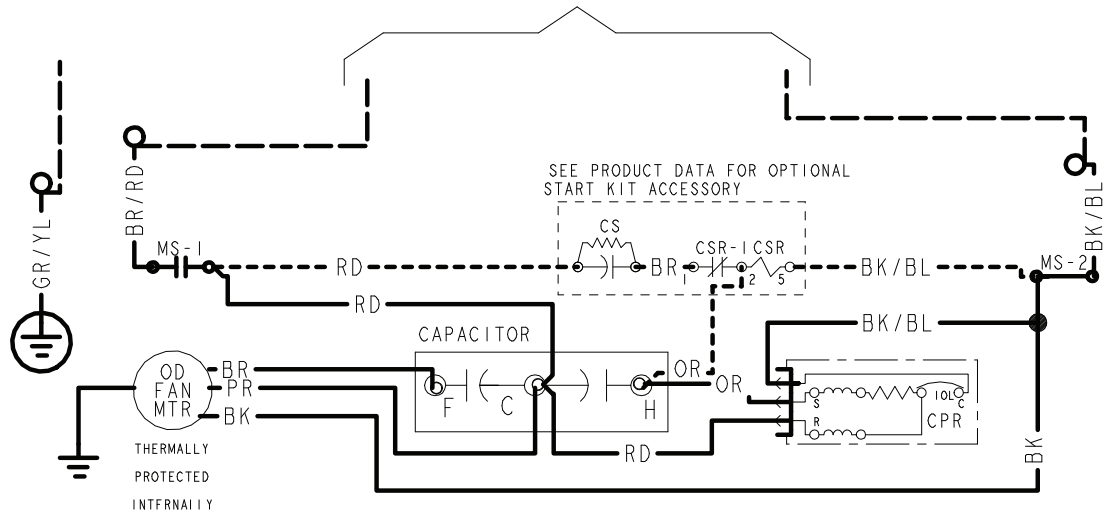 SEE PRODUCT DATA FOR OPTIONAL
START KIT ACCESSORY
BR/RD
GR/YL
BK/BL
CS
MS-1
CSR-1 CSR
RD
BR
1
2
5
BK/BL
MS-2
RD
BK/BL
CAPACITOR
OD
FAN
MTR
BR
PR
BK
F
C
H
OR
OR
S
R
IOL
C
CPR
RD
BK
THERMALLY
PROTECTED
INTERNALLY